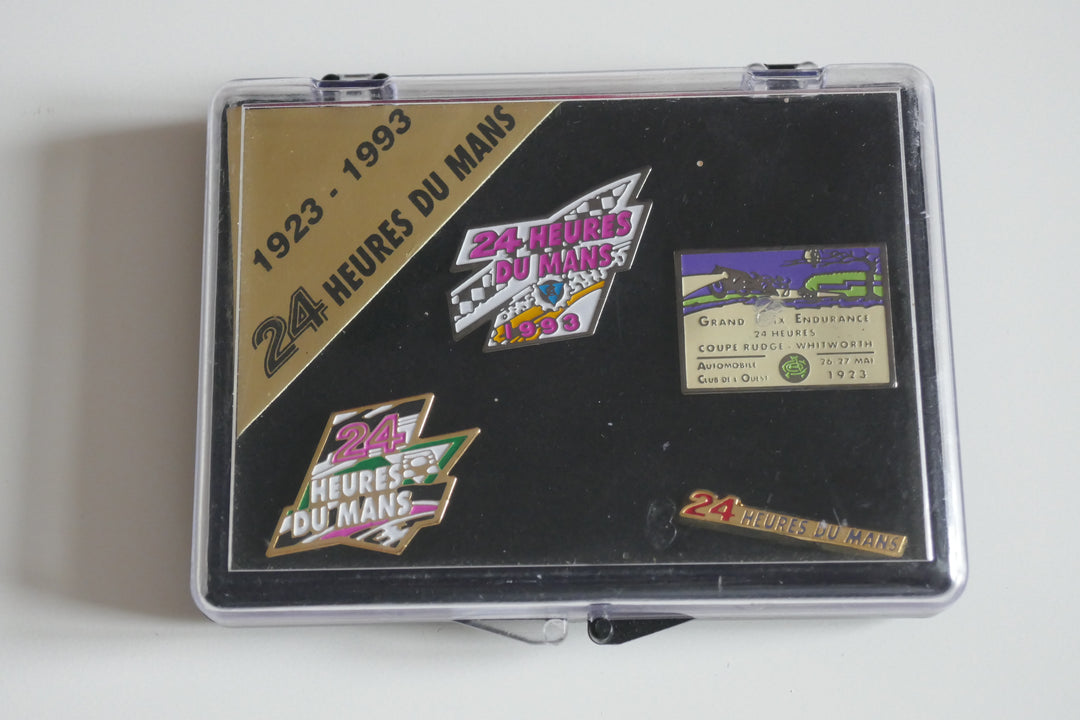 1923 - 1993
24 HEURES DU MANS
24 HEURES
DU MANS
1993
GRAND ENDURANCE
24 HEURES
COUPE RUDGE - WHITWORTH
AUTOMOBILE
CLUB DE L'OUEST
26-27 MAI
1923
24
HEURES
DU MANS
24 HEURES DU MANS